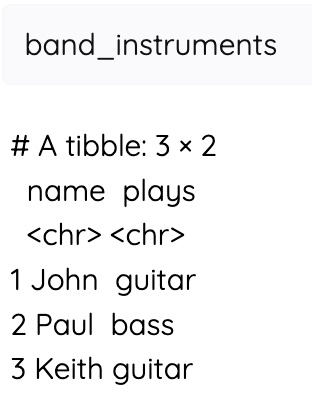 band_instruments
# A tibble: 3 × 2
name plays
<chr> <chr>
1 John guitar
2 Paul bass
3 Keith guitar